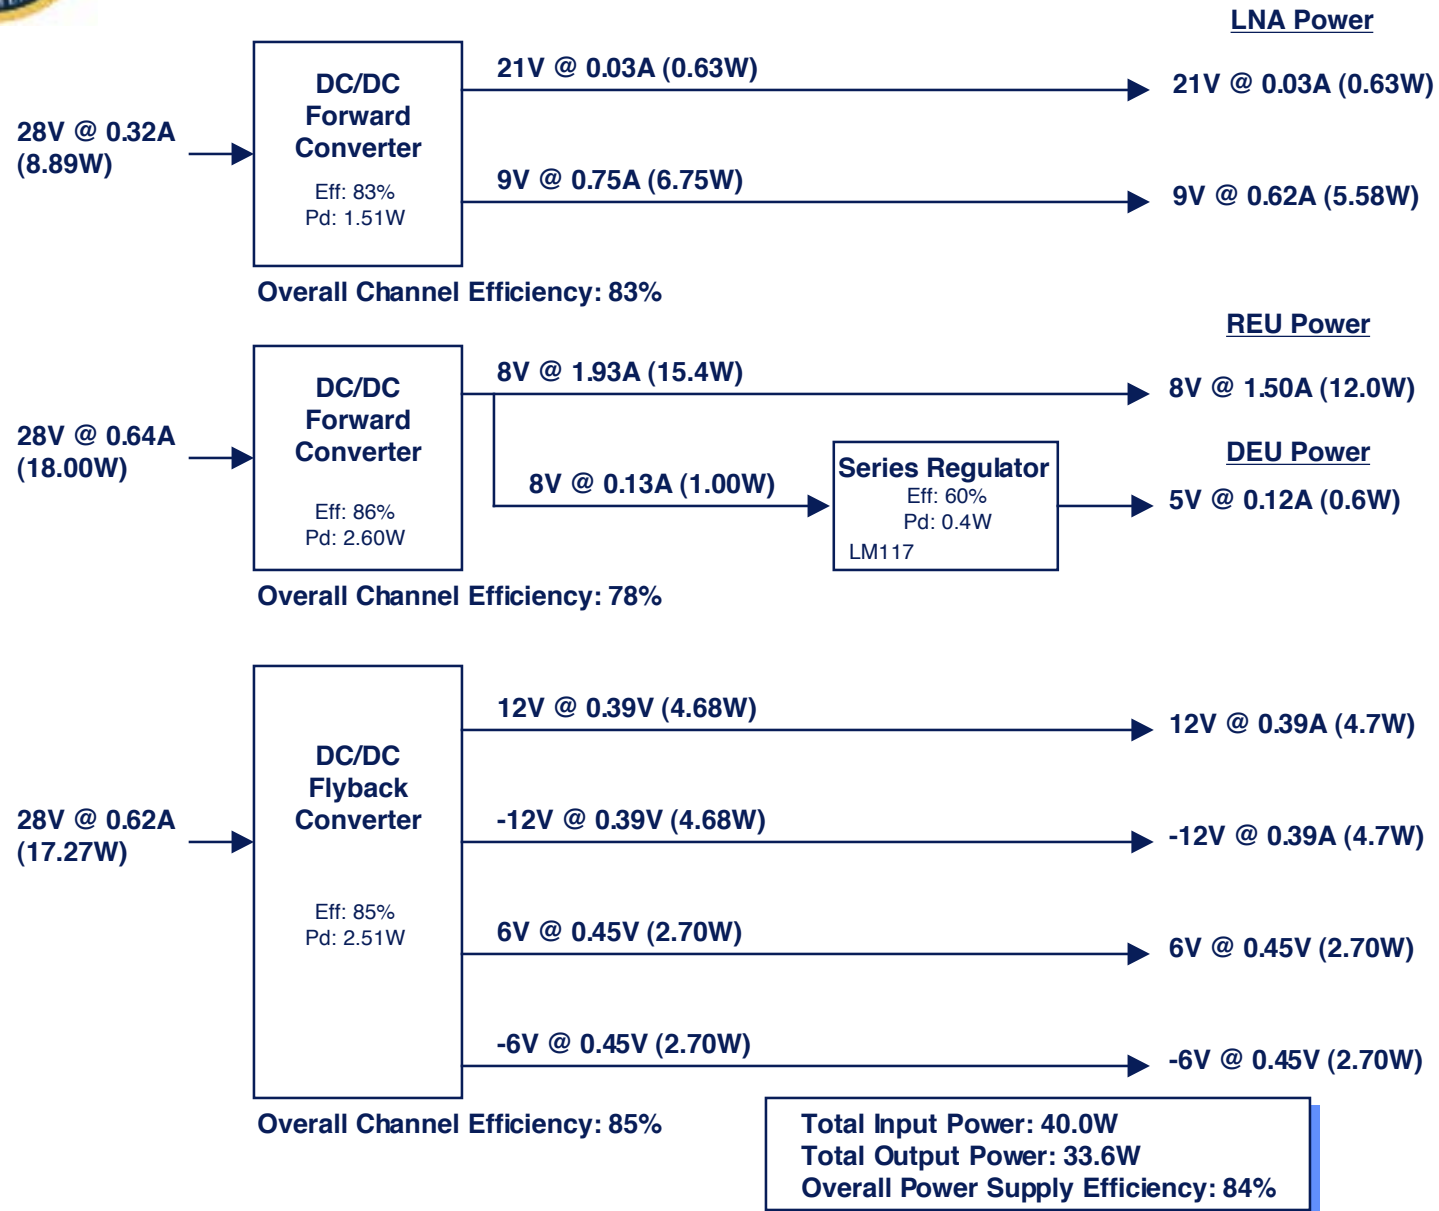 LNA Power
DC/DC
Forward
Converter
Eff: 83%
Pd: 1.51W
28V @ 0.32A
(8.89W)
21V @ 0.03A (0.63W)
21V @ 0.03A (0.63W)
9V @ 0.75A (6.75W)
9V @ 0.62A (5.58W)
Overall Channel Efficiency: 83%
REU Power
DC/DC
Forward
Converter
Eff: 86%
Pd: 2.60W
28V @ 0.64A
(18.00W)
8V @ 1.93A (15.4W)
8V @ 1.50A (12.0W)
DEU Power
8V @ 0.13A (1.00W)
Series Regulator
Eff: 60%
Pd: 0.4W
LM117
5V @ 0.12A (0.6W)
Overall Channel Efficiency: 78%
DC/DC
Flyback
Converter
Eff: 85%
Pd: 2.51W
28V @ 0.62A
(17.27W)
12V @ 0.39V (4.68W)
12V @ 0.39A (4.7W)
-12V @ 0.39V (4.68W)
-12V @ 0.39A (4.7W)
6V @ 0.45V (2.70W)
6V @ 0.45V (2.70W)
-6V @ 0.45V (2.70W)
-6V @ 0.45V (2.70W)
Overall Channel Efficiency: 85%
Total Input Power: 40.0W
Total Output Power: 33.6W
Overall Power Supply Efficiency: 84%